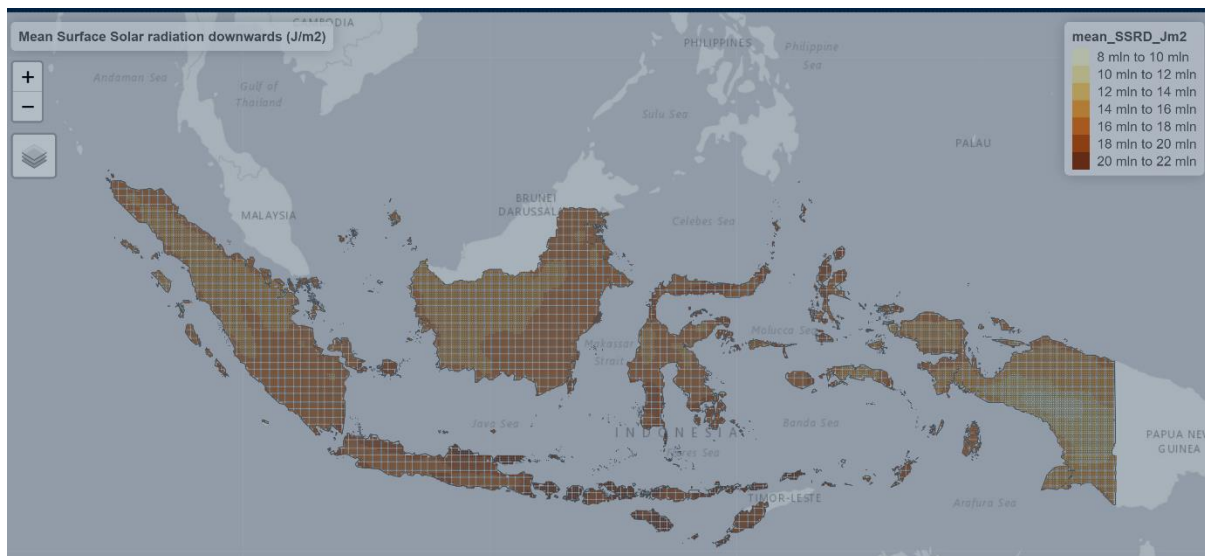 Mean Surface Solar radiation downwards (J/m2)
+
−
mean_SSRD_Jm2
8 mln to 10 mln
10 mln to 12 mln
12 mln to 14 mln
14 mln to 16 mln
16 mln to 18 mln
18 mln to 20 mln
20 mln to 22 mln
CAMBODIA
PHILIPPINES
Philippine
Sea
Andaman Sea
Gulf of
Thailand
Sulu Sea
PALAU
BRUNEI
DARUSSAL
MALAYSIA
Celebes Sea
Molucca Sea
Makassar
Strait
Java Sea
INDONESIA
Banda Sea
Flores Sea
PAPUA NEW
GUINEA
TIMOR-LESTE
Arafura Sea